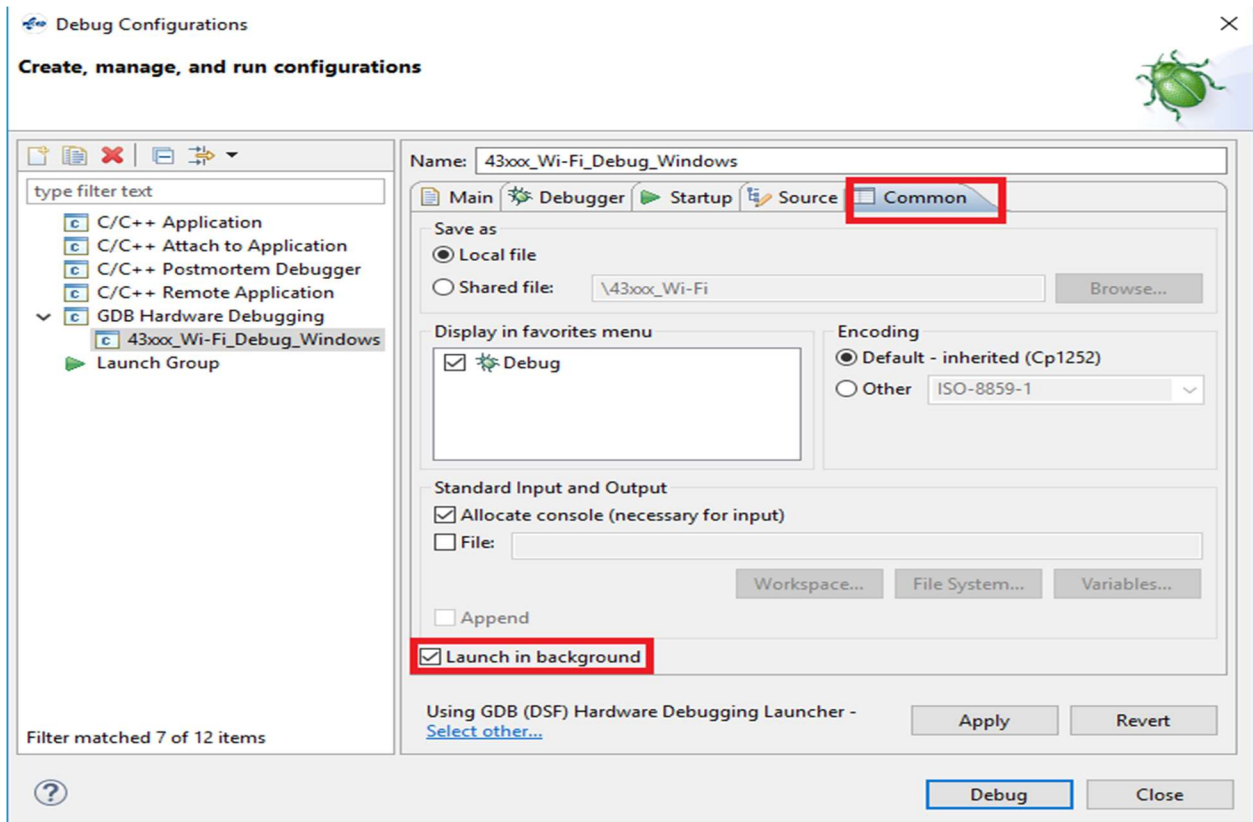 Debug Configurations
Create, manage, and run configurations
type filter text
C/C++ Application
C/C++ Attach to Application
C/C++ Postmortem Debugger
C/C++ Remote Application
GDB Hardware Debugging
43xxx_Wi-Fi_Debug_Windows
Launch Group
Filter matched 7 of 12 items
Name: 43xxx_Wi-Fi_Debug_Windows
Main Debugger Startup Source Common
Save as
Local file
Shared file: \43xxx_Wi-Fi Browse...
Display in favorites menu
Debug
Encoding
Default - inherited (Cp1252)
Other ISO-8859-1
Standard Input and Output
Allocate console (necessary for input)
File:
Workspace... File System... Variables...
Append
Launch in background
Using GDB (DSF) Hardware Debugging Launcher -
Select other...
Apply Revert
? Debug Close